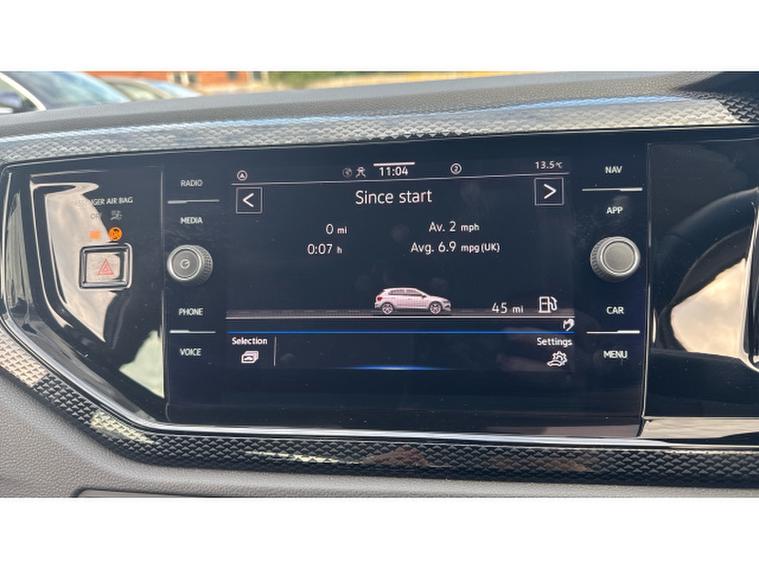 RADIO
11:04
2
13.5°C
NAV
PASSENGER AIR BAG
OFF
<
Since start
>
MEDIA
APP
0 mi
Av. 2 mph
0:07 h
Avg. 6.9 mpg (UK)
PHONE
45 mi
CAR
Selection
Settings
VOICE
MENU